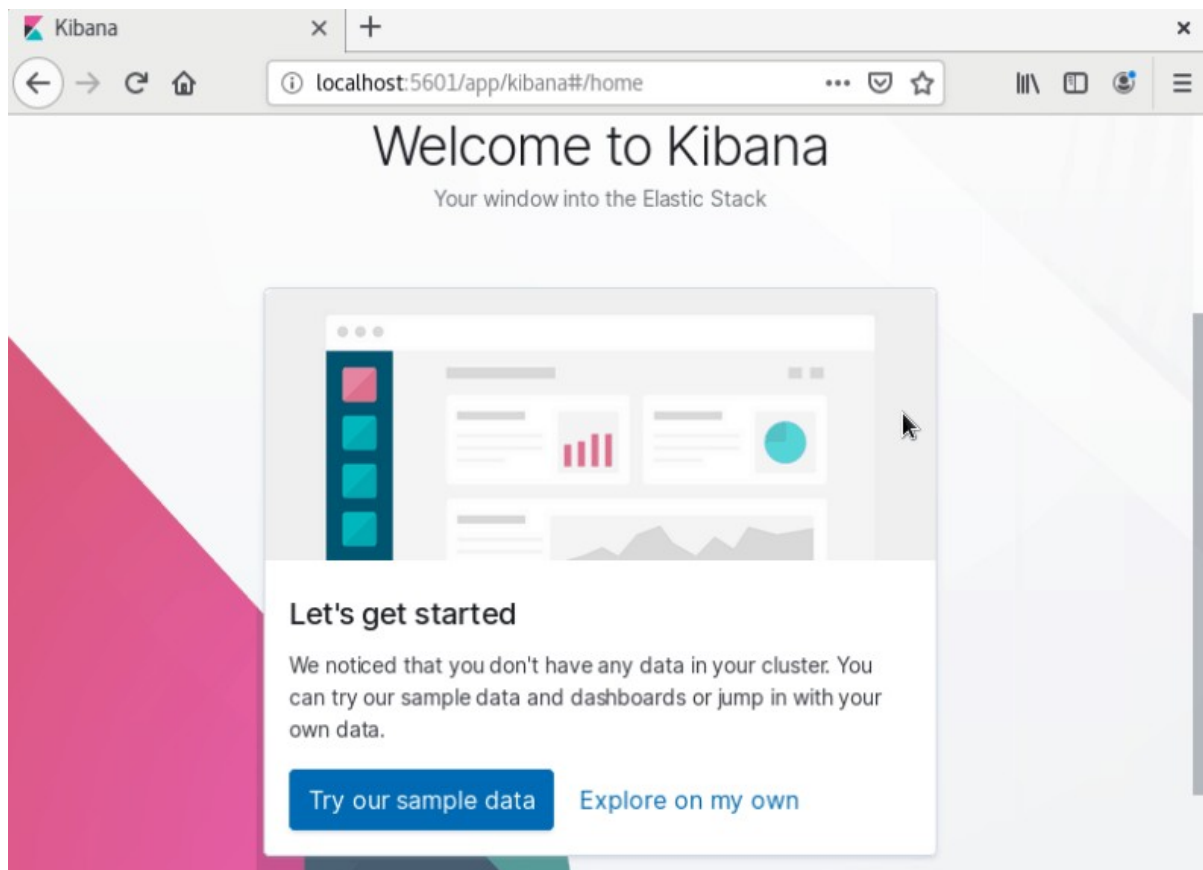 Kibana
localhost:5601/app/kibana#/home
Welcome to Kibana
Your window into the Elastic Stack
Let's get started
We noticed that you don't have any data in your cluster. You
can try our sample data and dashboards or jump in with your
own data.
Try our sample data Explore on my own